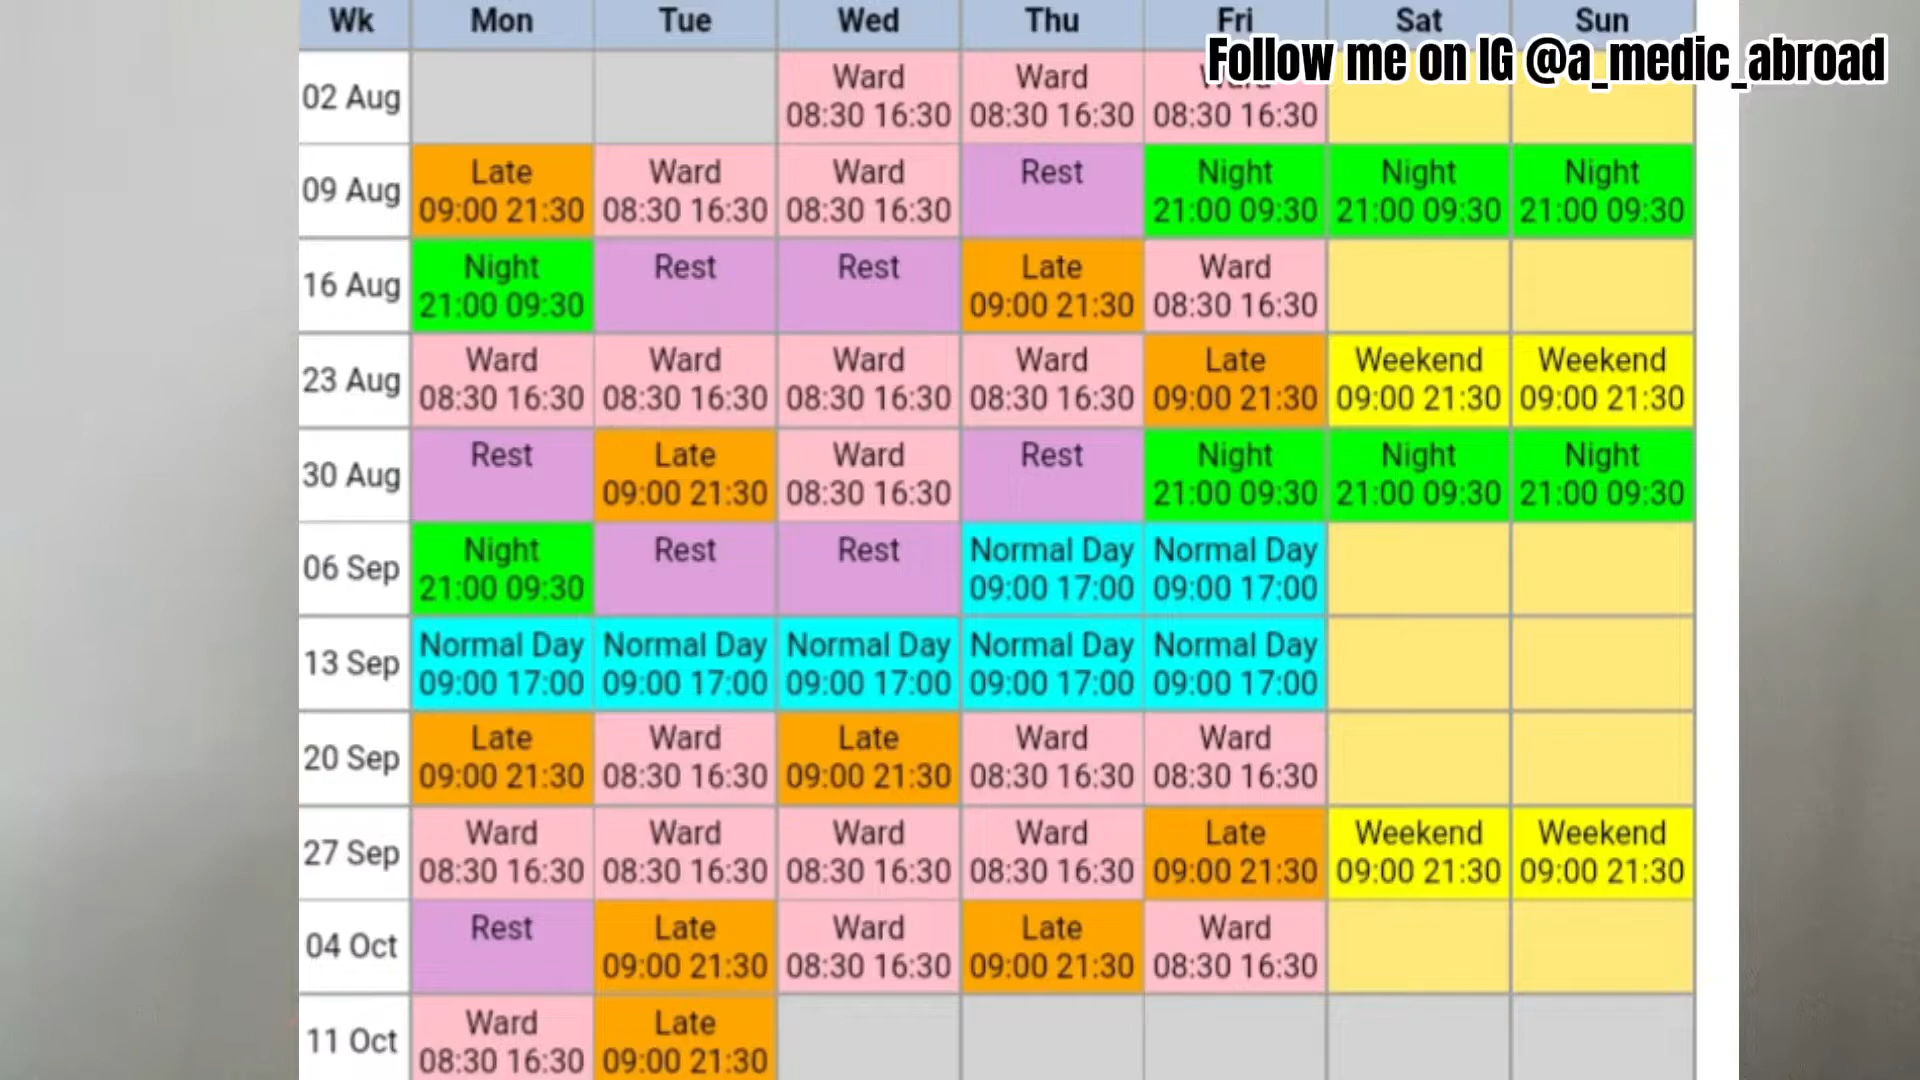 Wk Mon Tue Wed Thu Fri Sat Sun
Follow me on IG @a_medic_abroad
02 Aug
Ward Ward Ward
08:30 16:30 08:30 16:30 08:30 16:30
09 Aug
Late Ward Ward Rest Night Night Night
09:00 21:30 08:30 16:30 08:30 16:30 21:00 09:30 21:00 09:30 21:00 09:30
16 Aug
Night Rest Rest Late Ward
21:00 09:30 09:00 21:30 08:30 16:30
23 Aug
Ward Ward Ward Ward Late Weekend Weekend
08:30 16:30 08:30 16:30 08:30 16:30 08:30 16:30 09:00 21:30 09:00 21:30 09:00 21:30
30 Aug
Rest Late Ward Rest Night Night Night
09:00 21:30 08:30 16:30 21:00 09:30 21:00 09:30 21:00 09:30
06 Sep
Night Rest Rest Normal Day Normal Day
21:00 09:30 09:00 17:00 09:00 17:00
13 Sep
Normal Day Normal Day Normal Day Normal Day Normal Day
09:00 17:00 09:00 17:00 09:00 17:00 09:00 17:00 09:00 17:00
20 Sep
Late Ward Late Ward Ward
09:00 21:30 08:30 16:30 09:00 21:30 08:30 16:30 08:30 16:30
27 Sep
Ward Ward Ward Ward Late Weekend Weekend
08:30 16:30 08:30 16:30 08:30 16:30 08:30 16:30 09:00 21:30 09:00 21:30 09:00 21:30
04 Oct
Rest Late Ward Late Ward
09:00 21:30 08:30 16:30 09:00 21:30 08:30 16:30
11 Oct
Ward Late
08:30 16:30 09:00 21:30